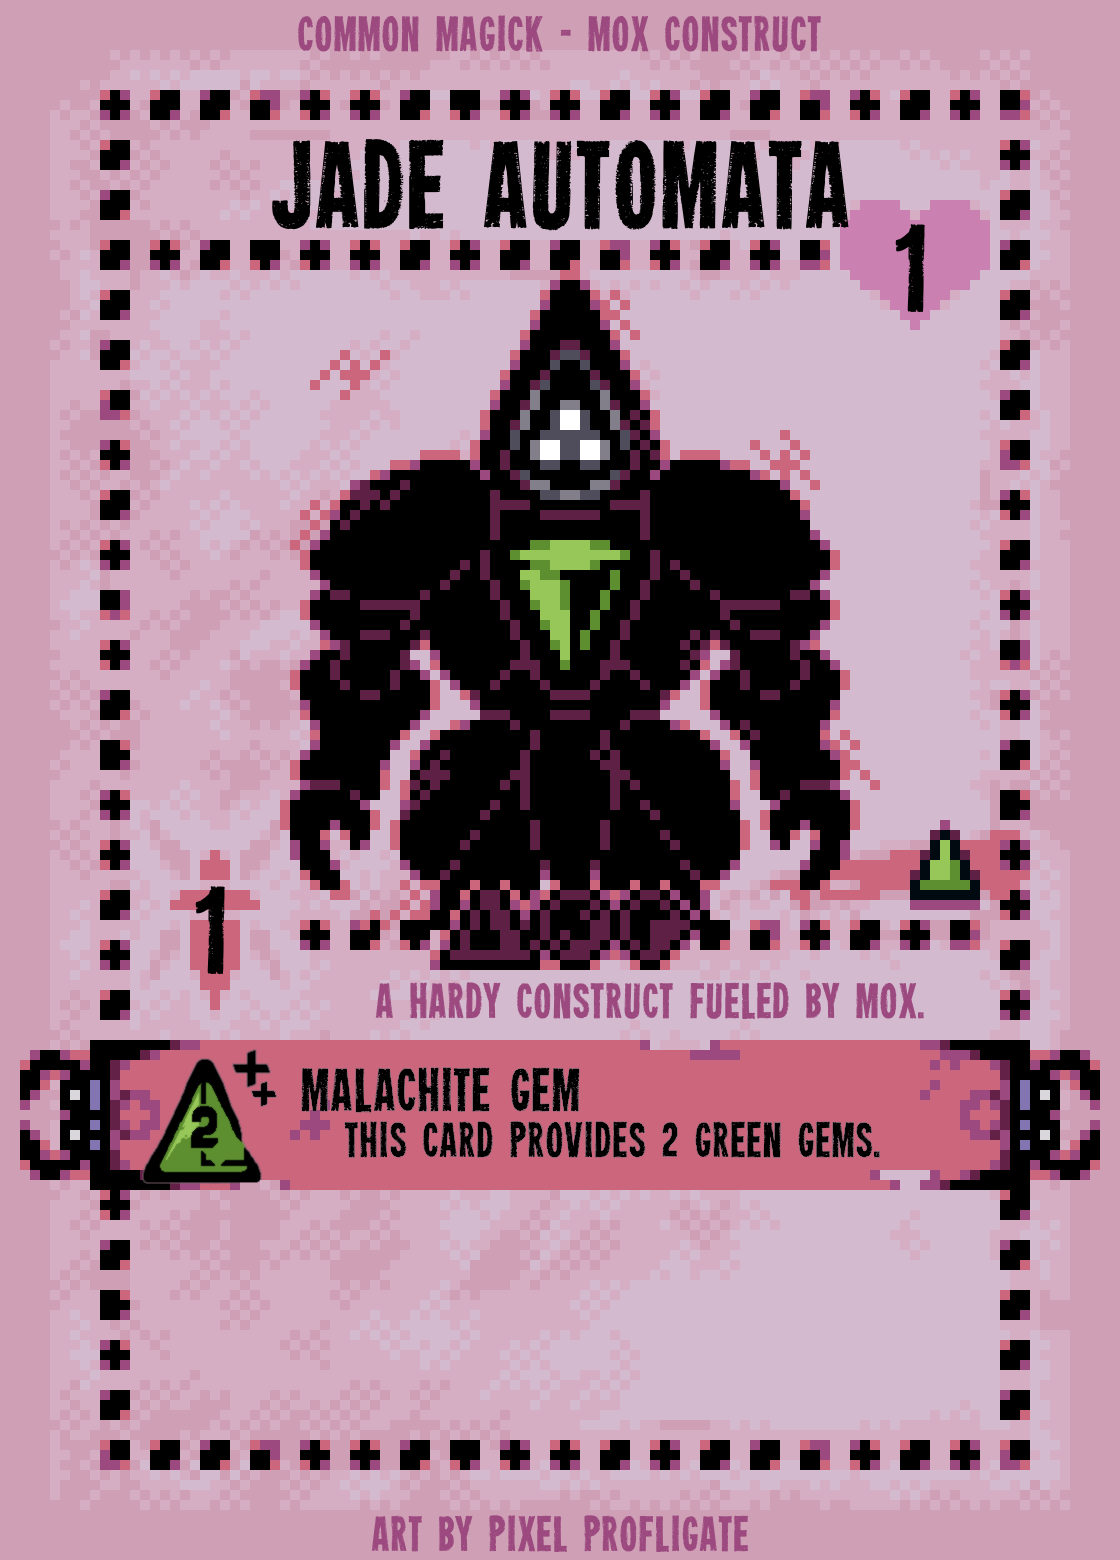 COMMON MAGICK - MOX CONSTRUCT
JADE AUTOMATA
1
1
A HARDY CONSTRUCT FUELED BY MOX.
2
MALACHITE GEM
THIS CARD PROVIDES 2 GREEN GEMS.
ART BY PIXEL PROFLIGATE